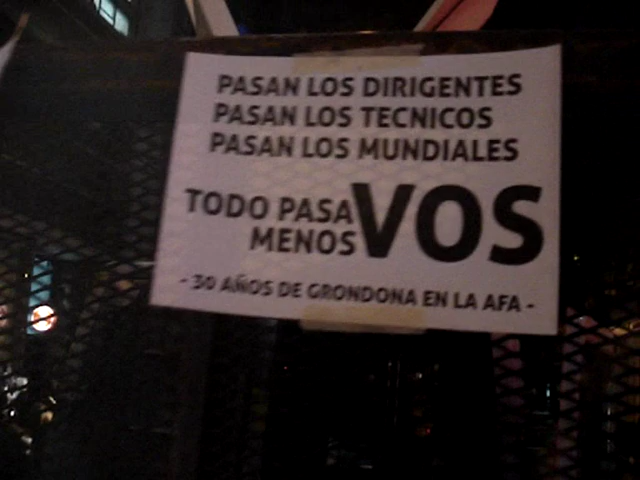 PASAN LOS DIRIGENTES
PASAN LOS TECNICOS
PASAN LOS MUNDIALES
TODO PASA
MENOS VOS
- 30 AÑOS DE GRONDONA EN LA AFA -